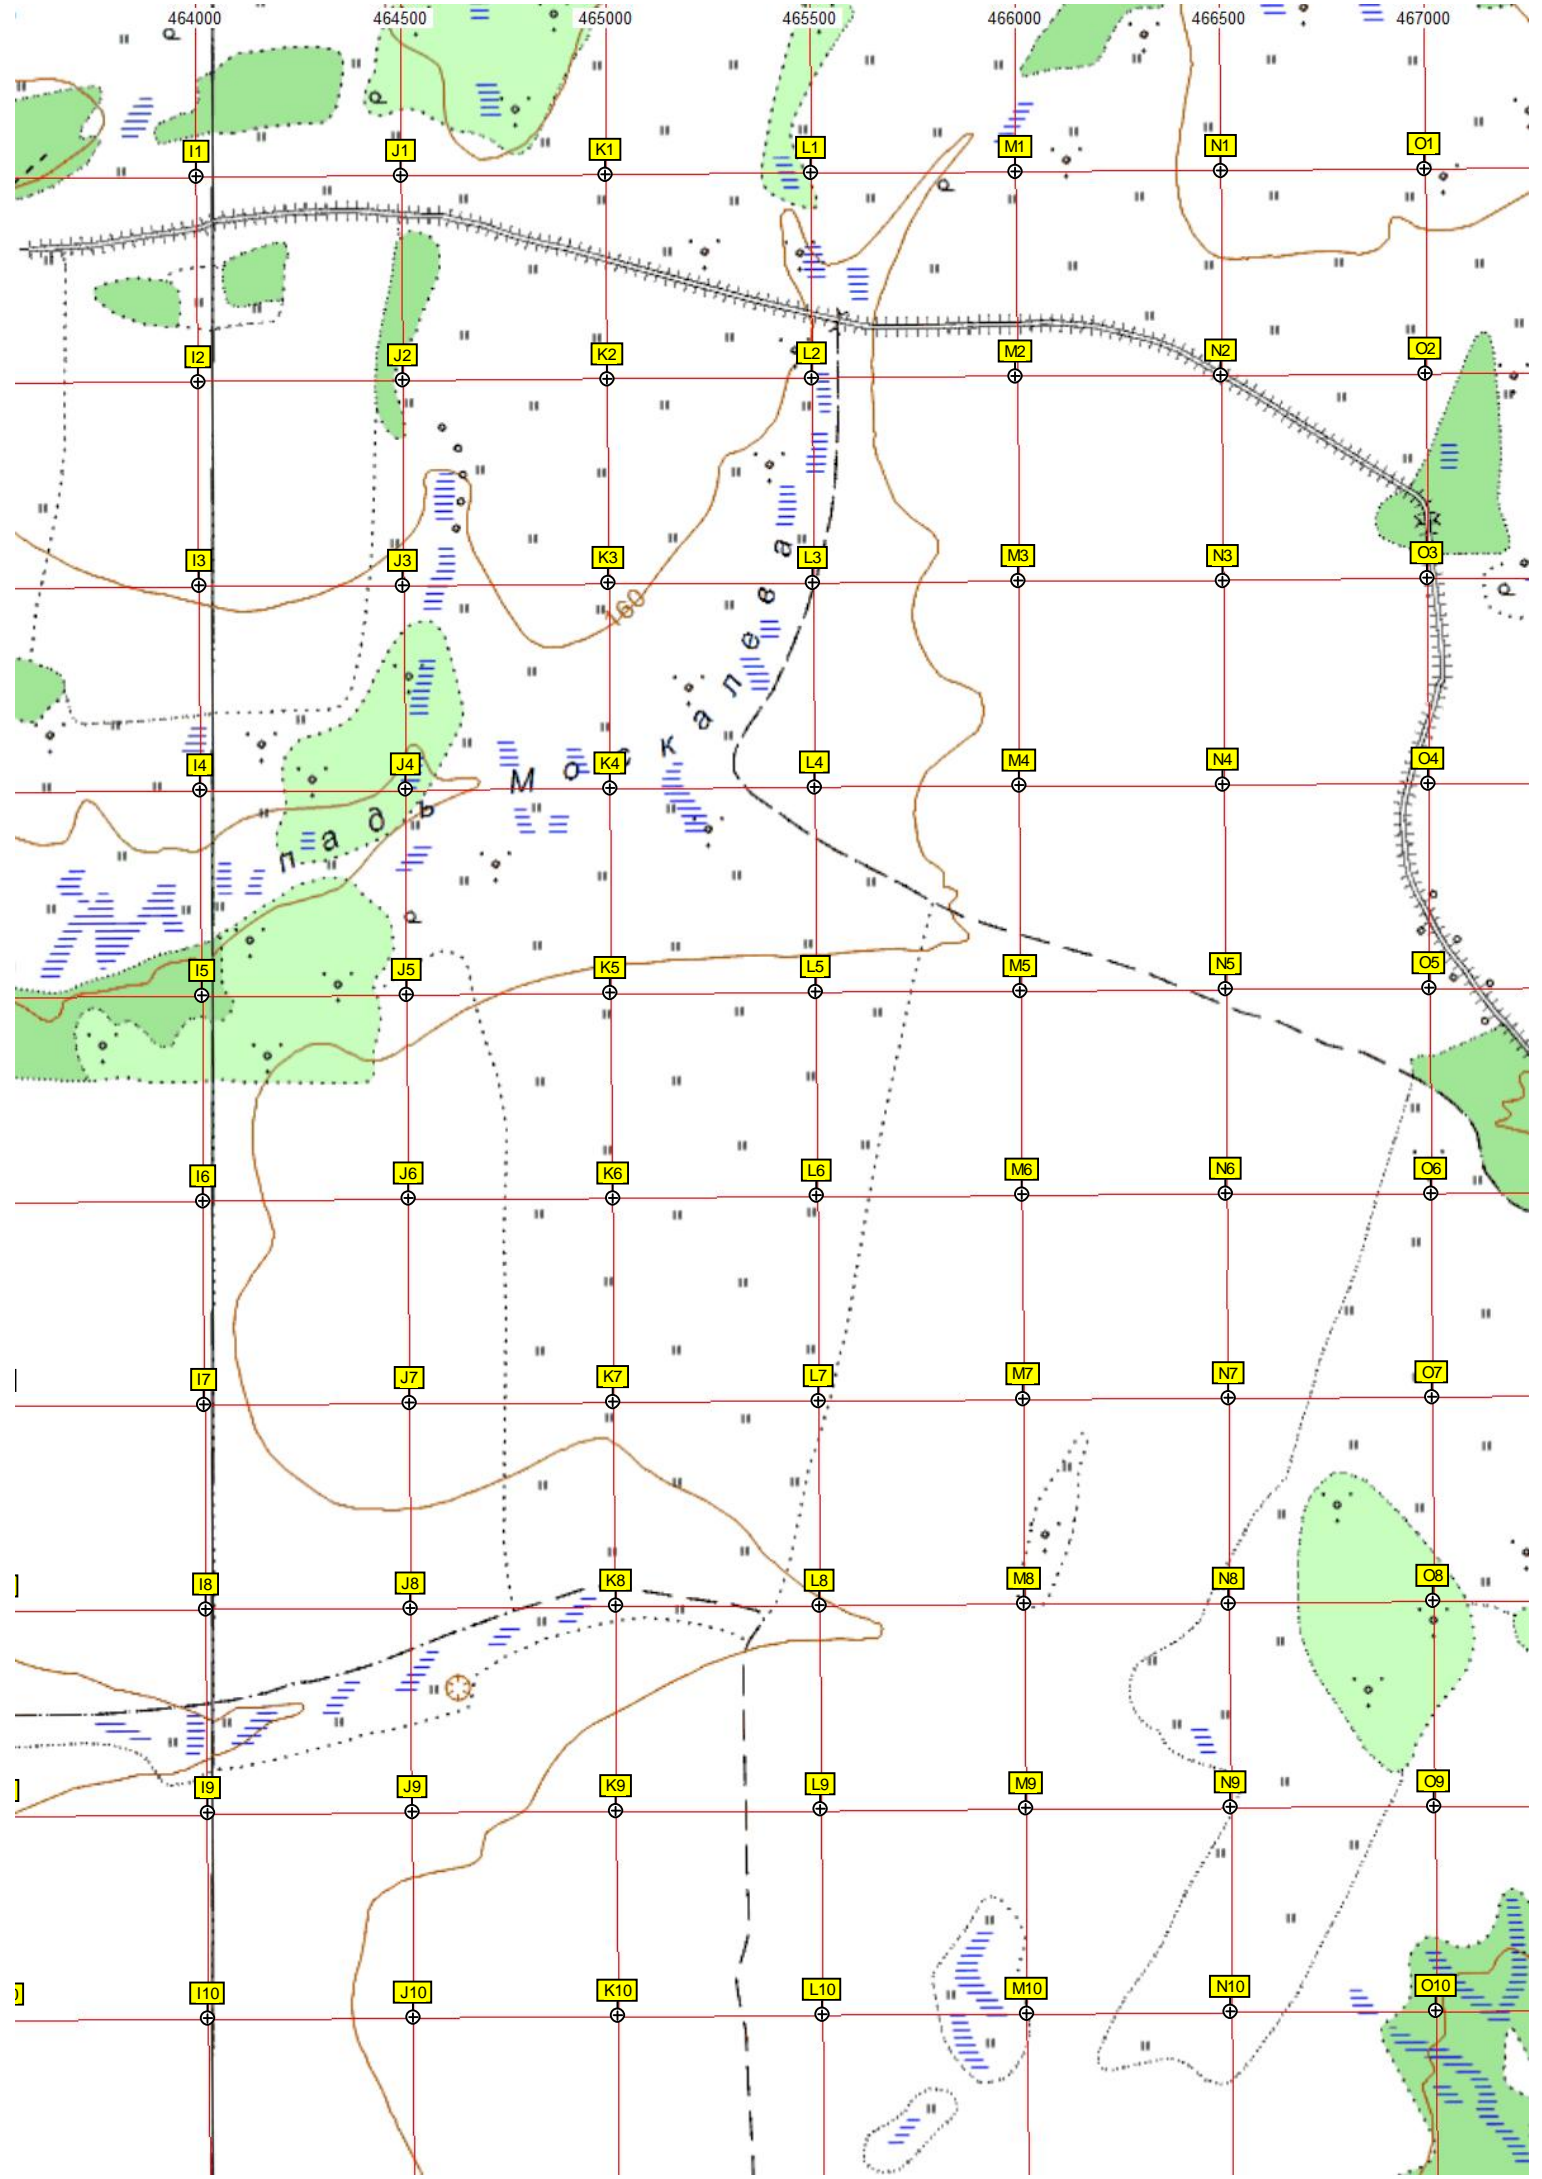 464000 464500 465000 465500 466000 466500 467000
р
р
I1 J1 K1 L1 M1 N1 O1
р
I2 J2 K2 L2 M2 N2 O2
I3 J3 K3 L3 M3 N3 O3
160
р
падь Москалева
I4 J4 K4 L4 M4 N4 O4
р
I5 J5 K5 L5 M5 N5 O5
I6 J6 K6 L6 M6 N6 O6
I7 J7 K7 L7 M7 N7 O7
I8 J8 K8 L8 M8 N8 O8
I9 J9 K9 L9 M9 N9 O9
I10 J10 K10 L10 M10 N10 O10